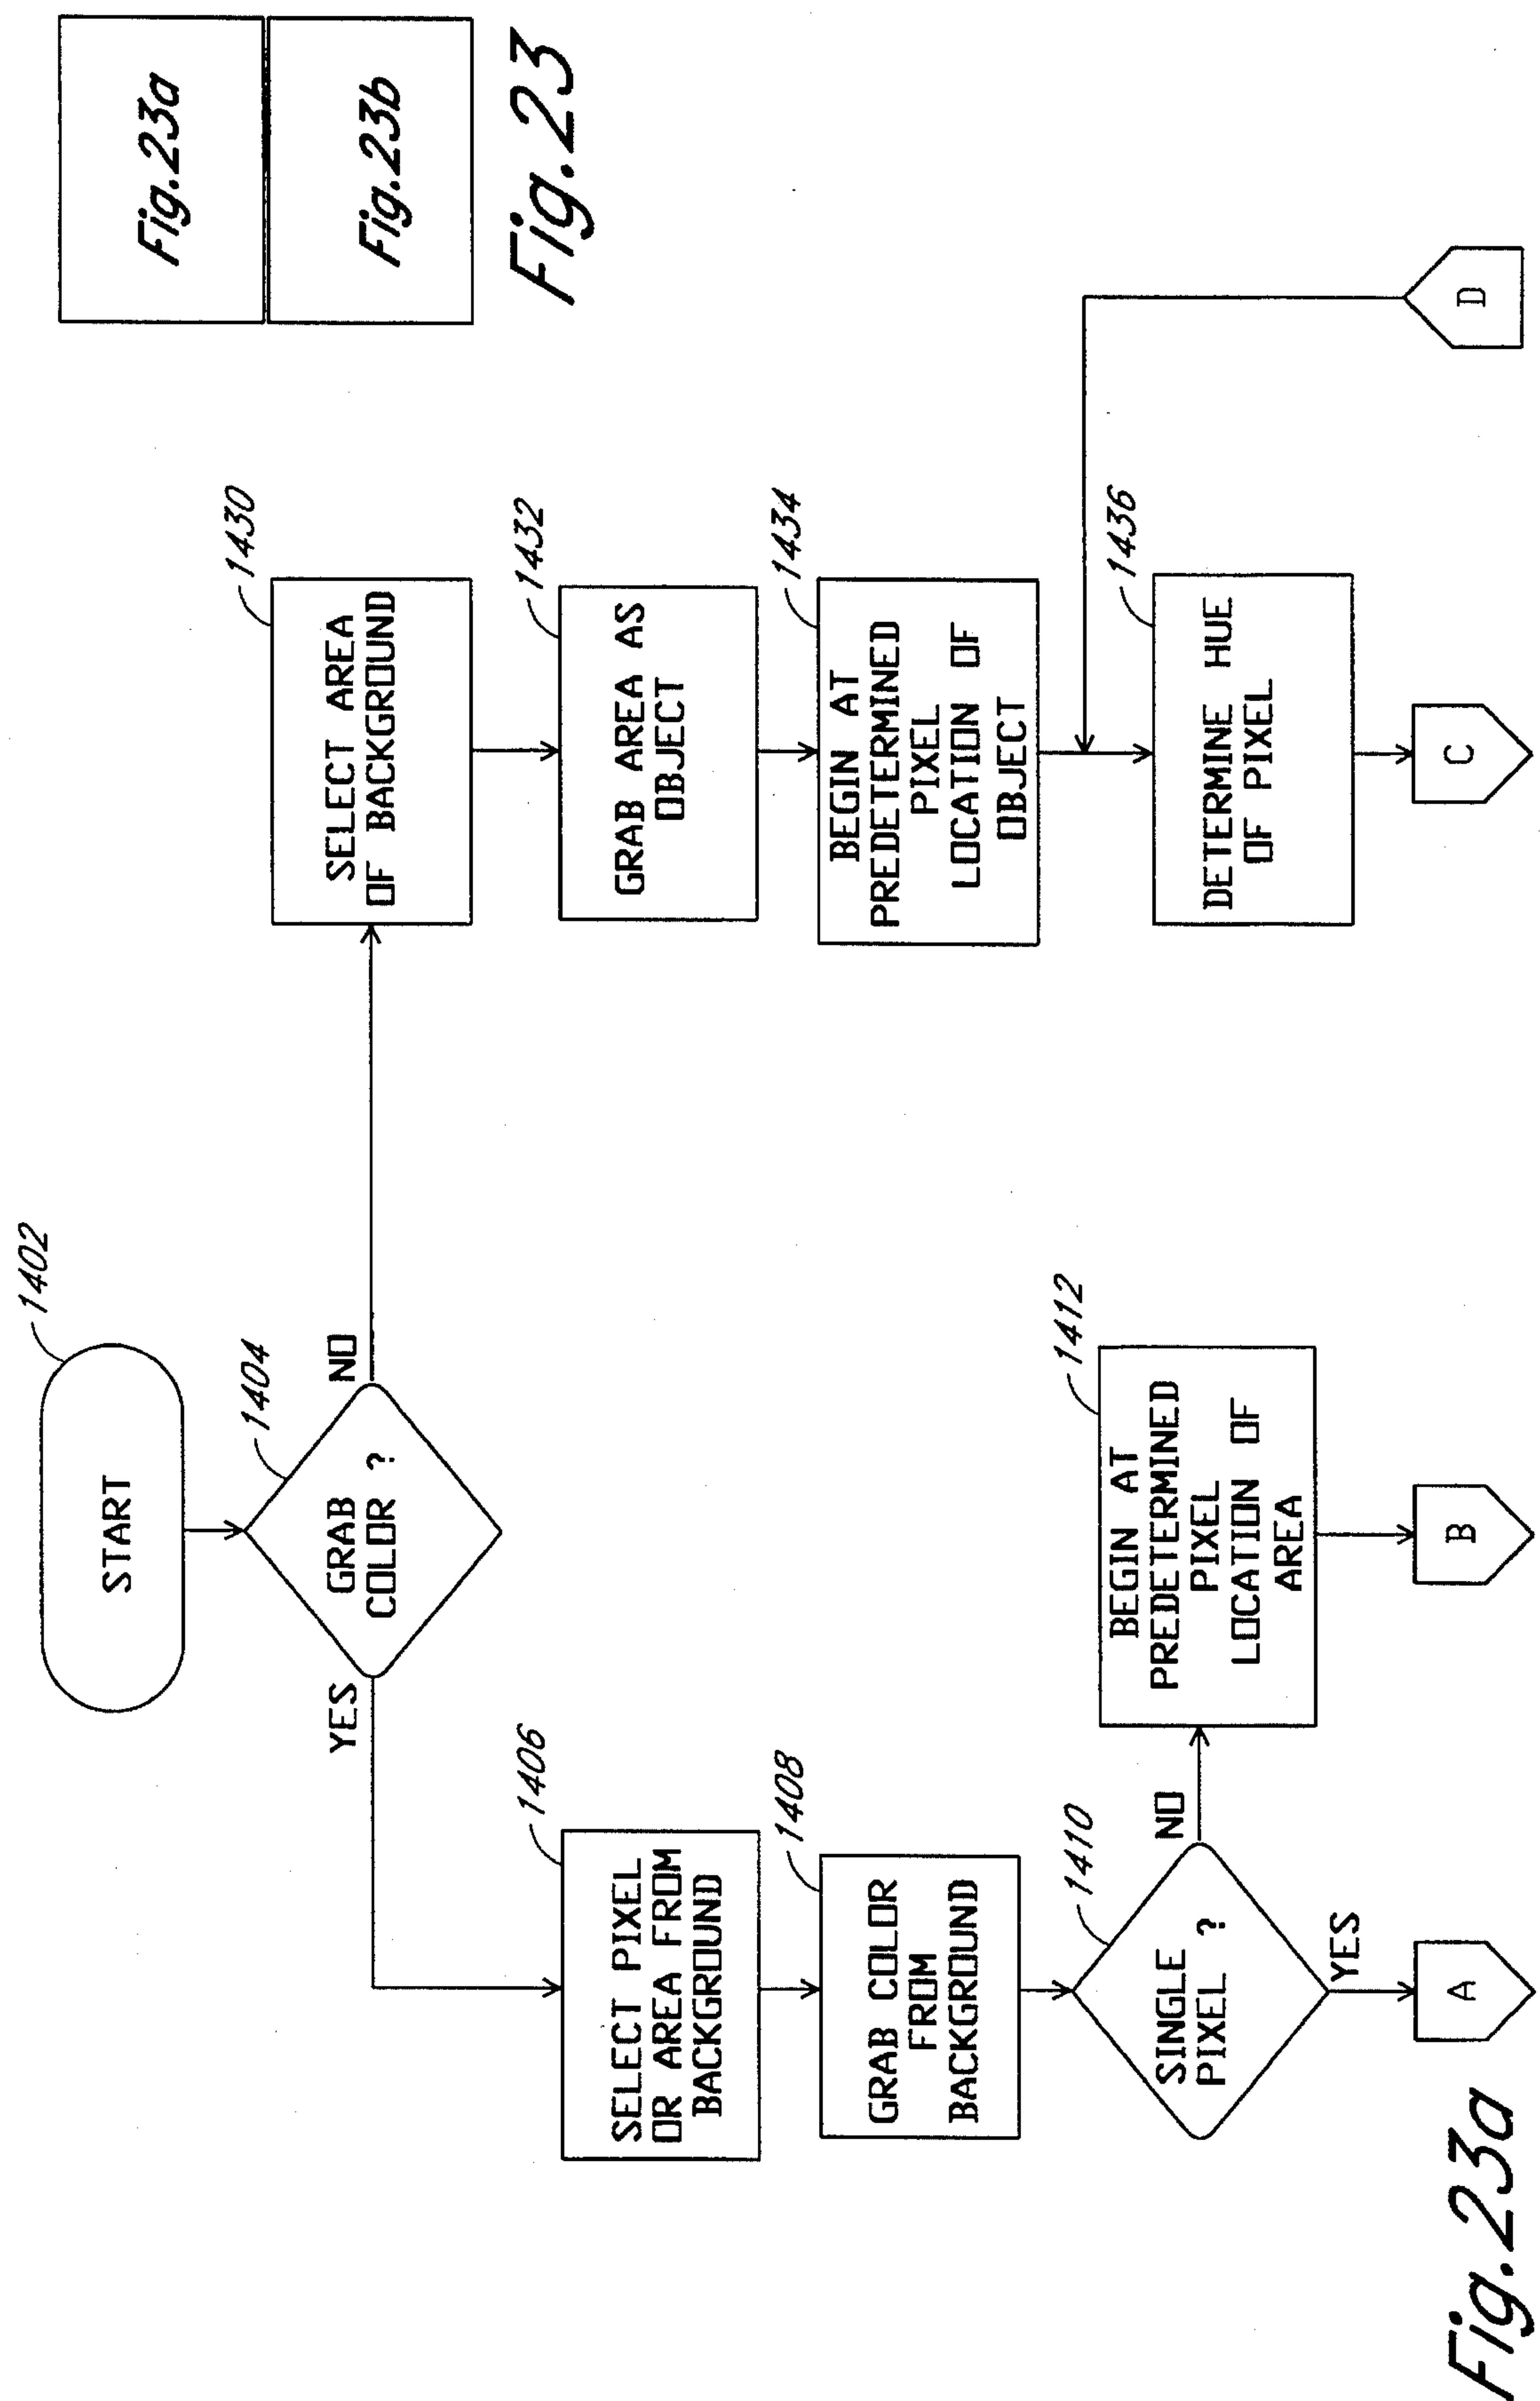 1402
START
1404
GRAB
COLOR ?
YES
NO
1406
SELECT PIXEL
OR AREA FROM
BACKGROUND
1408
GRAB COLOR
FROM
BACKGROUND
1410
SINGLE
PIXEL ?
NO
YES
1412
BEGIN AT
PREDETERMINED
PIXEL
LOCATION OF
AREA
A
B
1430
SELECT AREA
OF BACKGROUND
1432
GRAB AREA AS
OBJECT
1434
BEGIN AT
PREDETERMINED
PIXEL
LOCATION OF
OBJECT
1436
DETERMINE HUE
OF PIXEL
C
D
Fig.23a
Fig.23b
Fig.23
Fig.23a